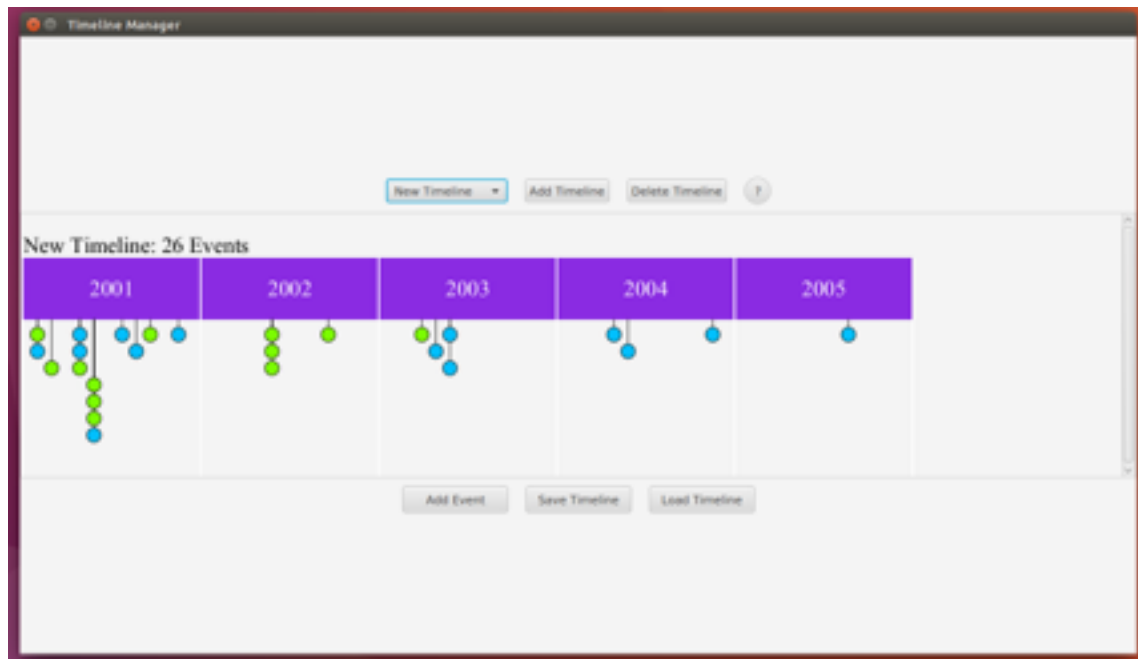 Timeline Manager
New Timeline Add Timeline Delete Timeline ?
New Timeline: 26 Events
2001 2002 2003 2004 2005
Add Event Save Timeline Load Timeline